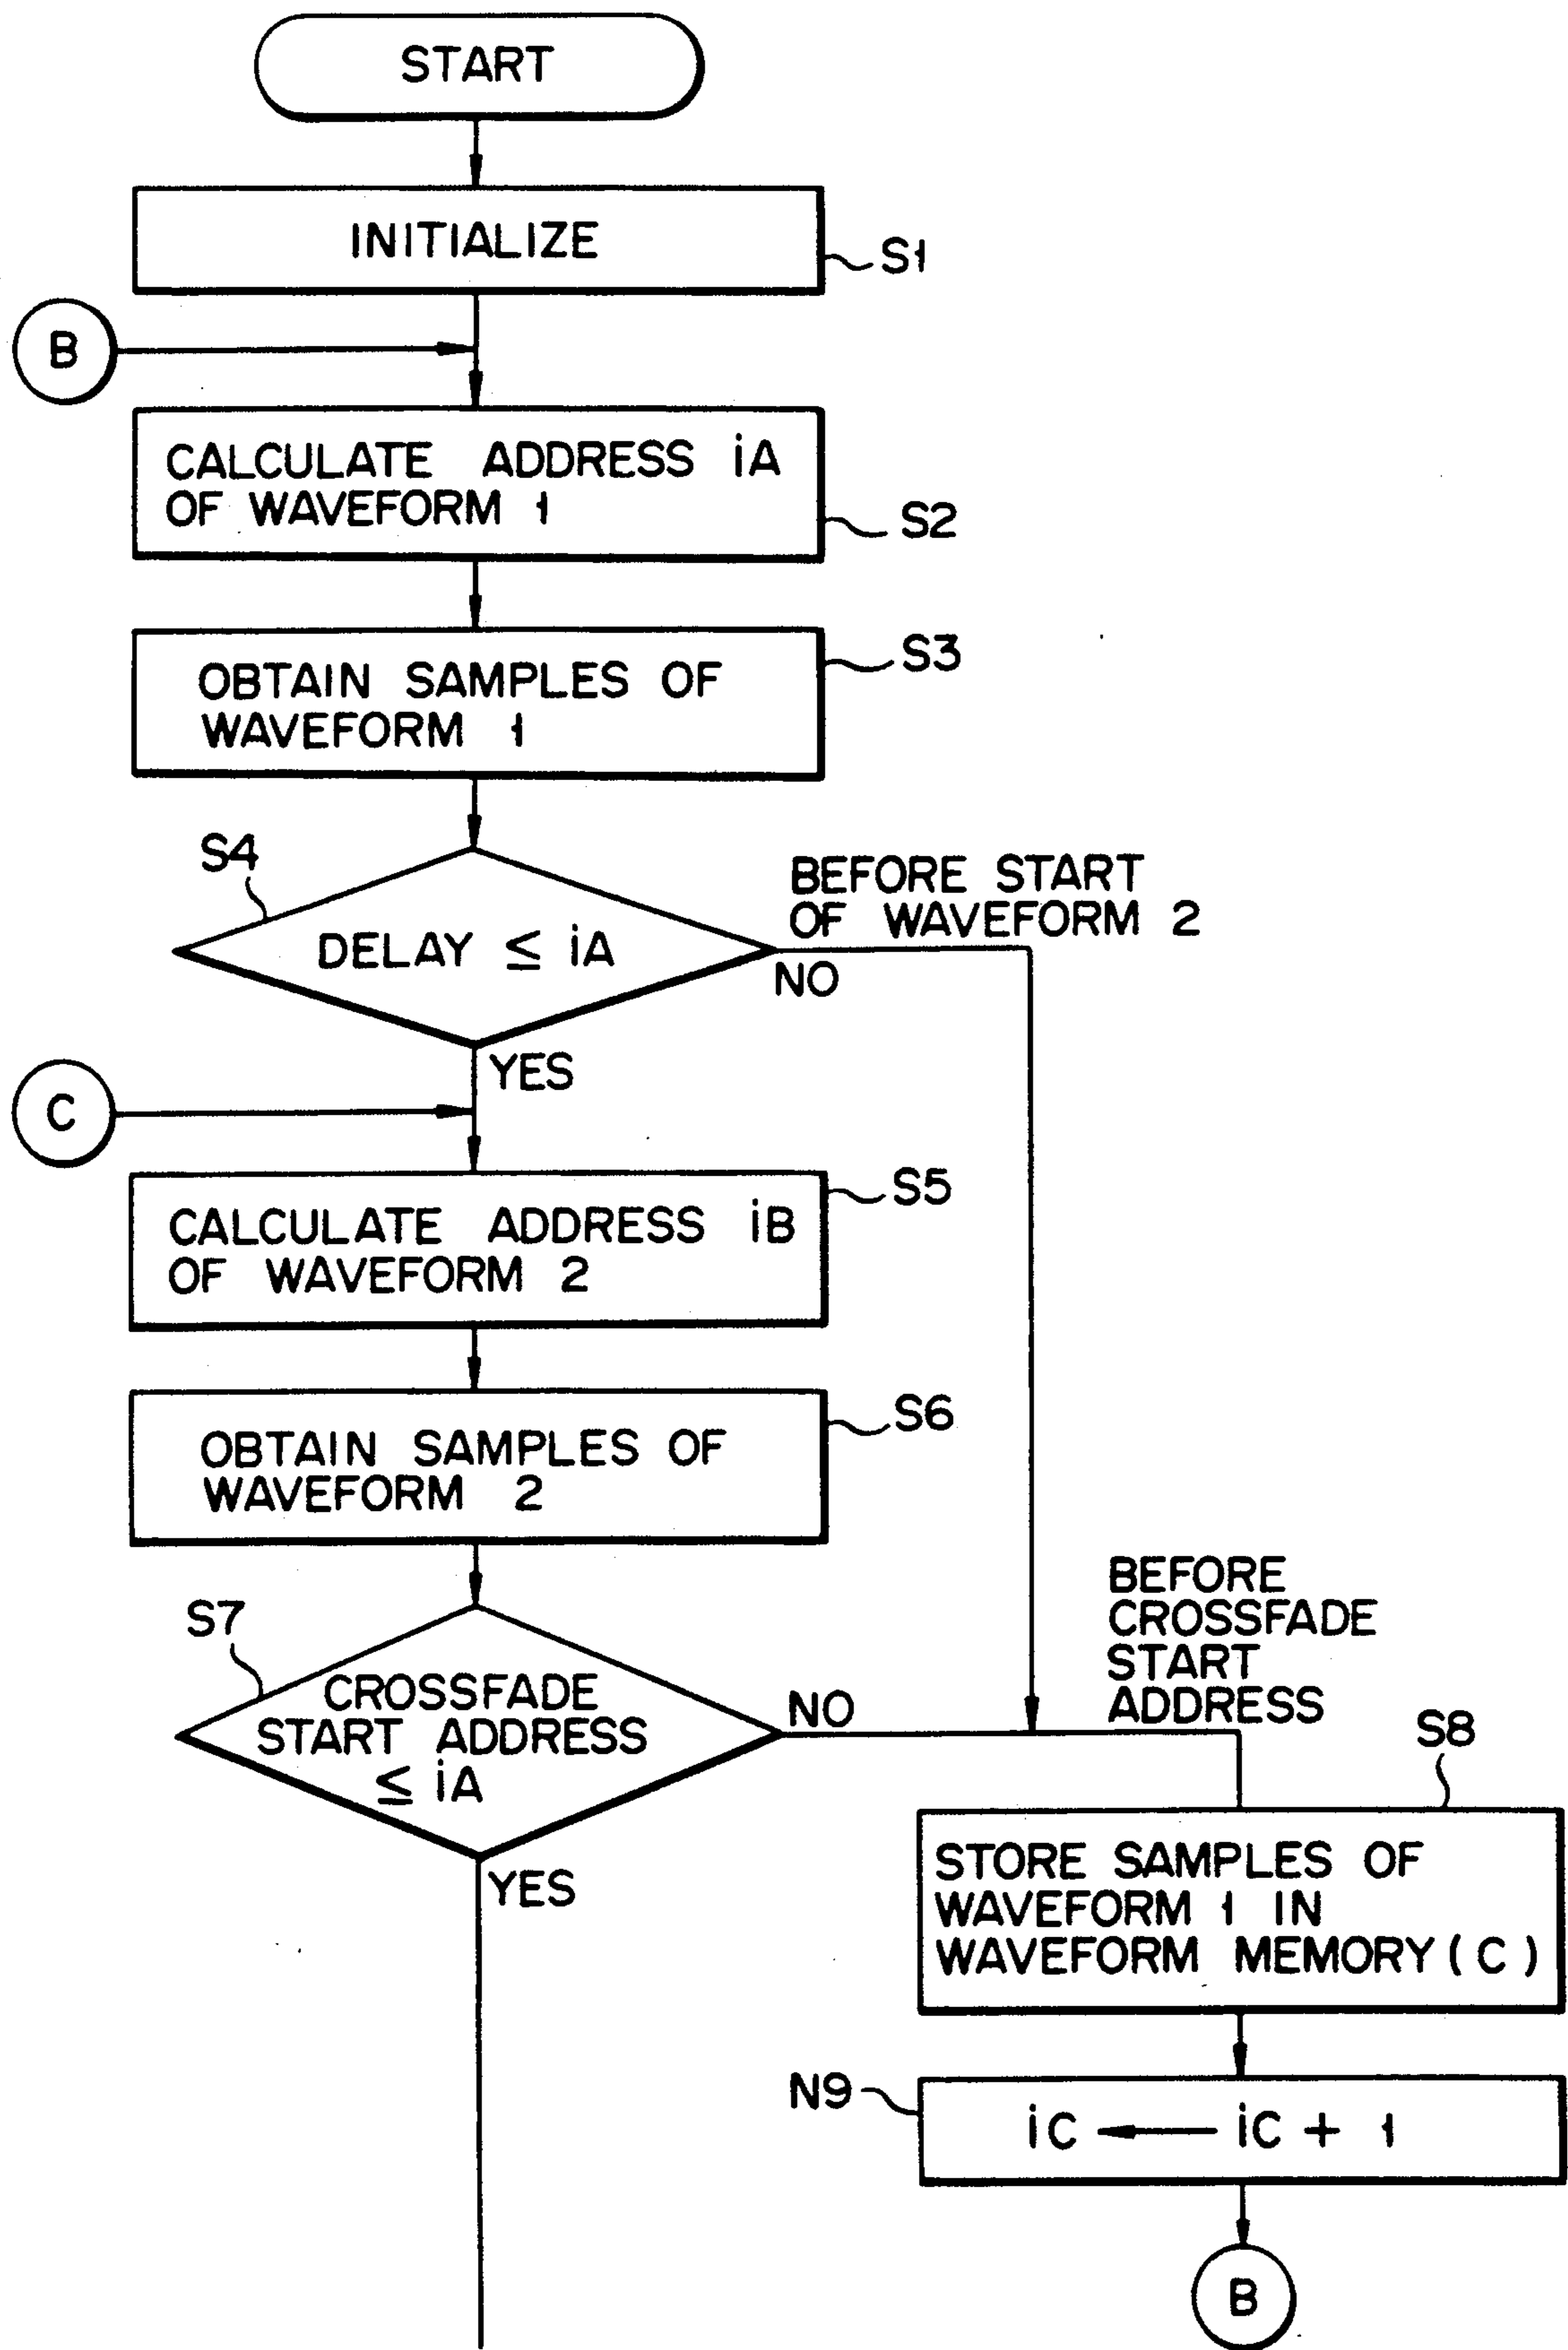 START
INITIALIZE
S1
B
CALCULATE ADDRESS iA
OF WAVEFORM 1
S2
OBTAIN SAMPLES OF
WAVEFORM 1
S3
S4
DELAY ≤ iA
BEFORE START
OF WAVEFORM 2
NO
YES
C
CALCULATE ADDRESS iB
OF WAVEFORM 2
S5
OBTAIN SAMPLES OF
WAVEFORM 2
S6
S7
CROSSFADE
START ADDRESS
≤ iA
NO
BEFORE
CROSSFADE
START
ADDRESS
YES
S8
STORE SAMPLES OF
WAVEFORM 1 IN
WAVEFORM MEMORY (C)
N9
iC ← iC + 1
B